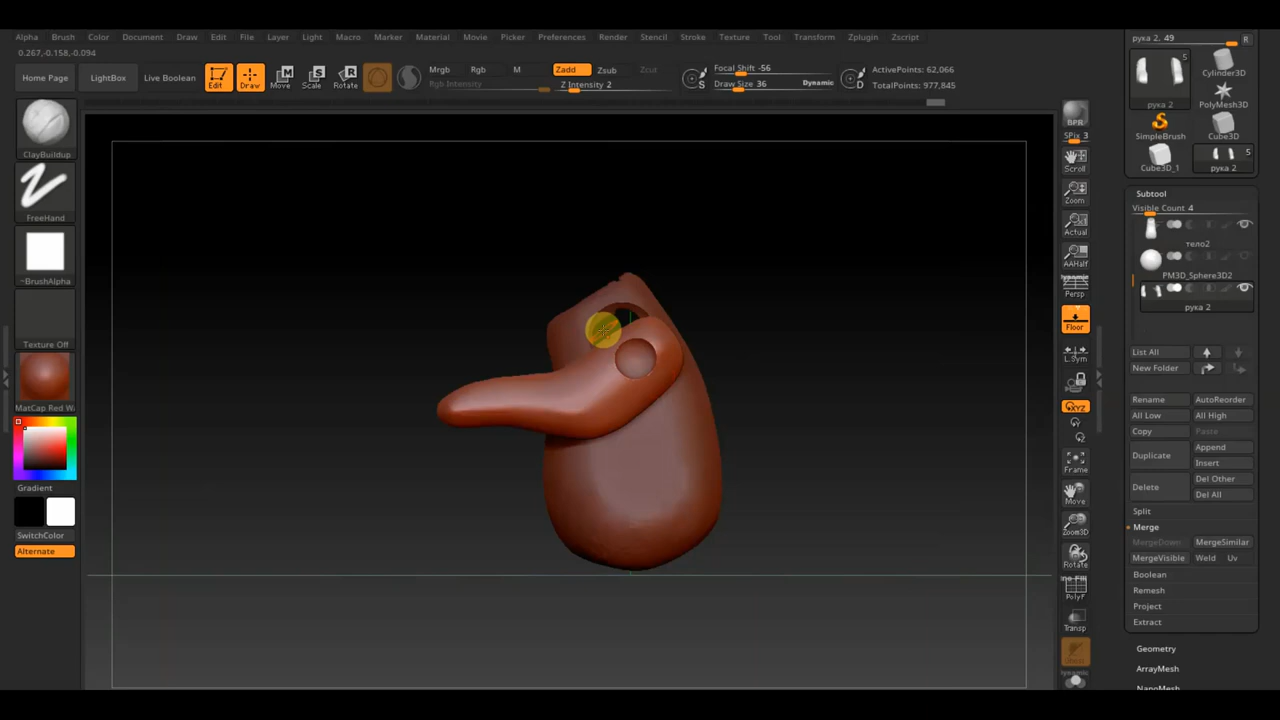 Alpha Brush Color Document Draw Edit File Layer Light Macro Marker Material Movie Picker Preferences Render Stencil Stroke Texture Tool Transform Zplugin Zscript
0.267,-0.158,-0.094
Home Page
LightBox
Live Boolean
Edit
Draw
Move
Scale
Rotate
Mrgb
Rgb
M
Rgb Intensity
Zadd
Zsub
Zcut
Z Intensity 2
S
Focal Shift -56
Draw Size 36
Dynamic
D
ActivePoints: 62,066
TotalPoints: 977,845
ClayBuildup
FreeHand
~BrushAlpha
Texture Off
MatCap Red W
Gradient
SwitchColor
Alternate
BPR
SPix 3
Scroll
Zoom
Actual
AAHalf
Dynamic
Persp
Floor
L.Sym
XYZ
Frame
Move
Zoom3D
Rotate
PolyF
Transp
Dynamic
рука 2. 49
R
5
рука 2
Cylinder3D
PolyMesh3D
SimpleBrush
Cube3D
Cube3D_1
5
рука 2
Subtool
Visible Count 4
тело2
PM3D_Sphere3D2
рука 2
List All
New Folder
Rename
AutoReorder
All Low
All High
Copy
Paste
Duplicate
Append
Insert
Delete
Del Other
Del All
Split
Merge
MergeDown
MergeSimilar
MergeVisible
Weld
Uv
Boolean
Remesh
Project
Extract
Geometry
ArrayMesh
NanoMesh